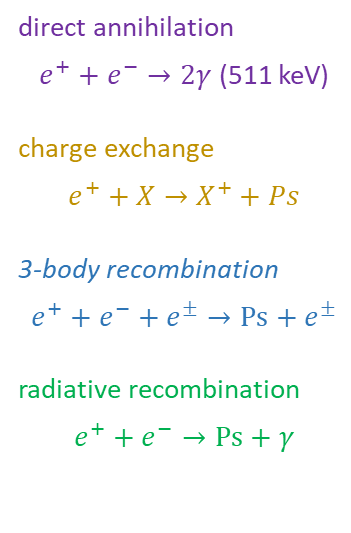 direct annihilation
e⁺ + e⁻ → 2γ (511 keV)
charge exchange
e⁺ + X → X⁺ + Ps
3-body recombination
e⁺ + e⁻ + e^± → Ps + e^±
radiative recombination
e⁺ + e⁻ → Ps + γ